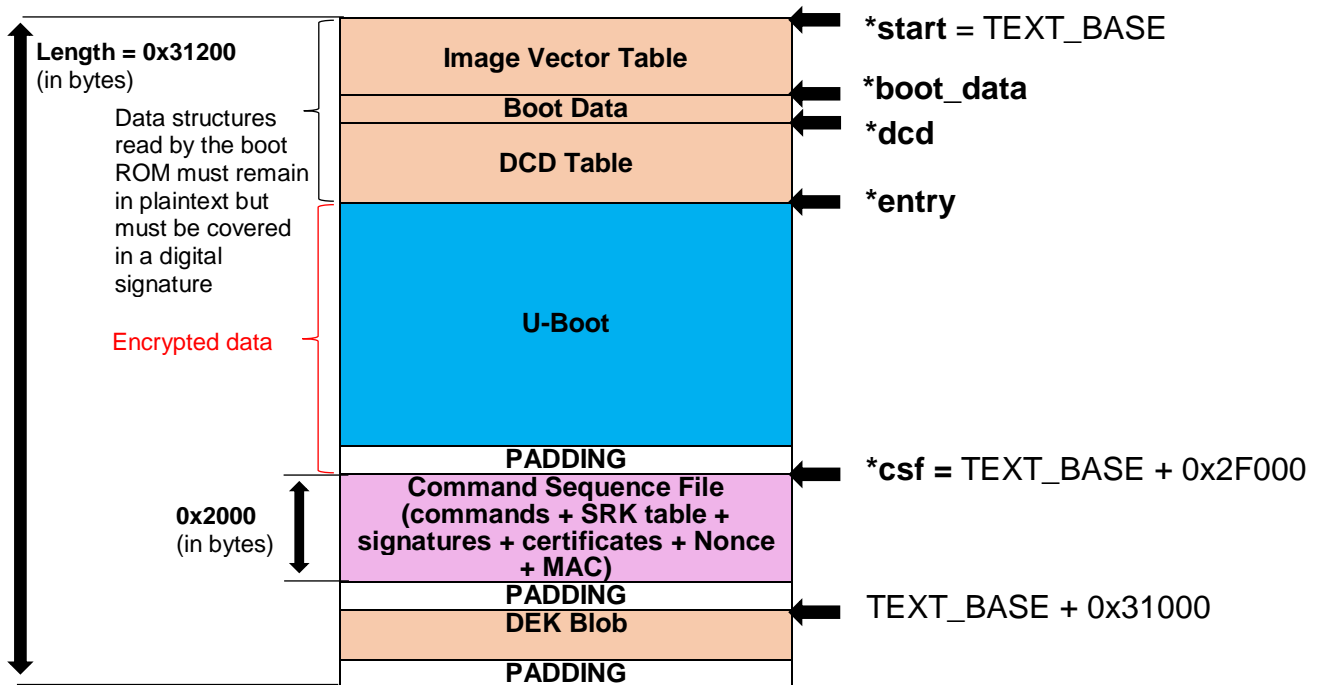 Length = 0x31200
(in bytes)
Data structures
read by the boot
ROM must remain
in plaintext but
must be covered
in a digital
signature
Encrypted data
0x2000
(in bytes)
Image Vector Table
Boot Data
DCD Table
U-Boot
PADDING
Command Sequence File
(commands + SRK table +
signatures + certificates + Nonce
+ MAC)
PADDING
DEK Blob
PADDING
*start = TEXT_BASE
*boot_data
*dcd
*entry
*csf = TEXT_BASE + 0x2F000
TEXT_BASE + 0x31000